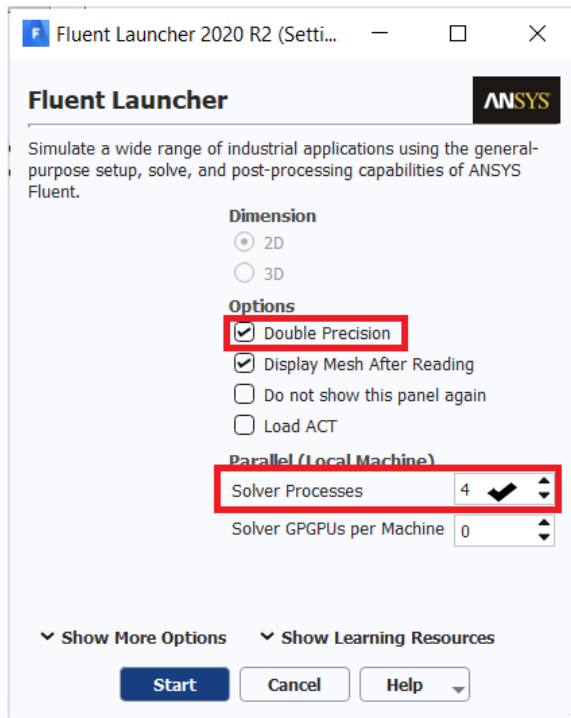 Fluent Launcher 2020 R2 (Setti...
Fluent Launcher
ANSYS
Simulate a wide range of industrial applications using the general-
purpose setup, solve, and post-processing capabilities of ANSYS
Fluent.
Dimension
2D
3D
Options
Double Precision
Display Mesh After Reading
Do not show this panel again
Load ACT
Parallel (Local Machine)
Solver Processes 4
Solver GPGPUs per Machine 0
Show More Options Show Learning Resources
Start Cancel Help